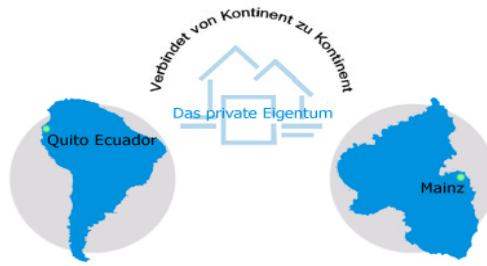 Verbindet von Kontinent zu Kontinent
Das private Eigentum
Quito Ecuador
Mainz